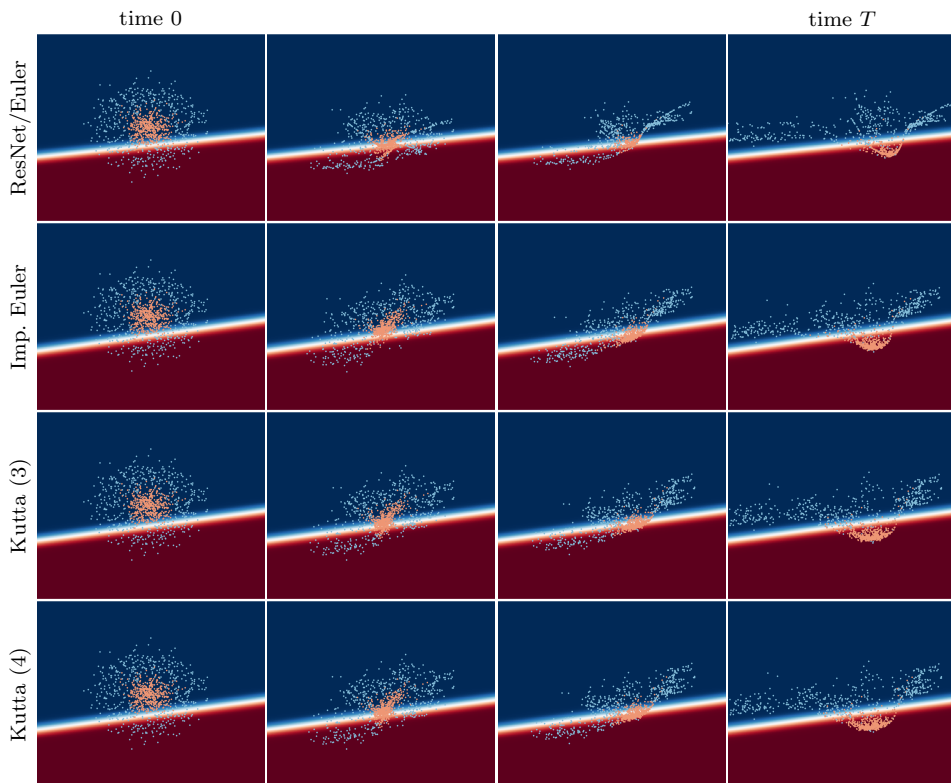 time 0
time T
ResNet/Euler
Imp. Euler
Kutta (3)
Kutta (4)